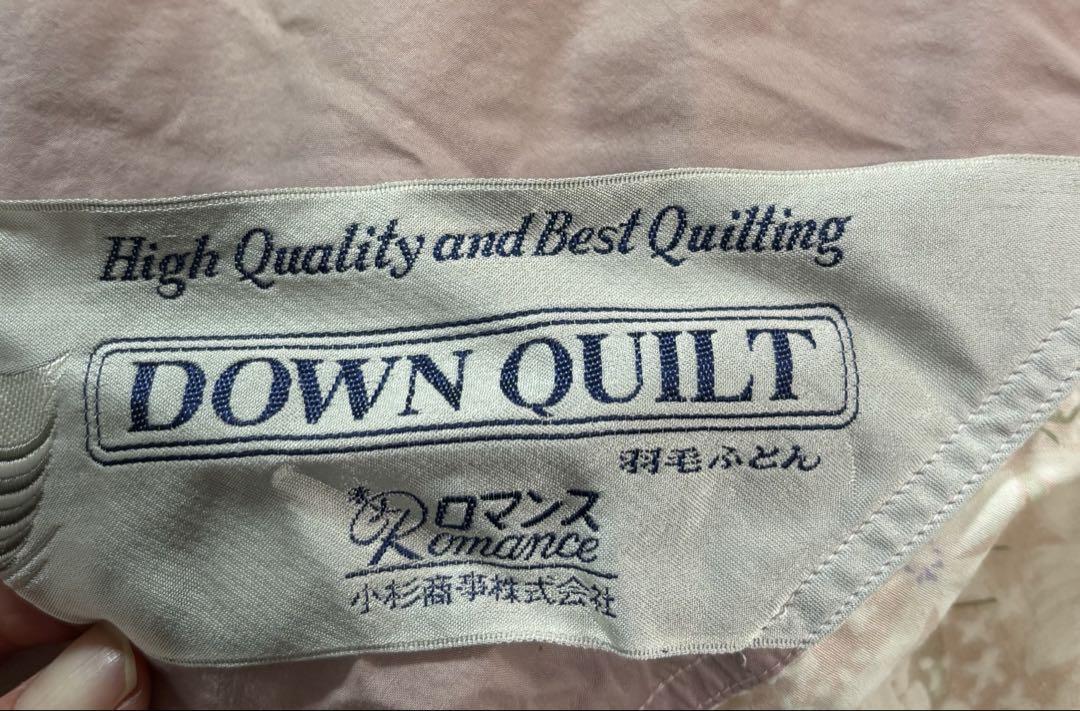 High Quality and Best Quilting
DOWN QUILT
羽毛ふとん
ロマンス
Romance
小杉商事株式会社